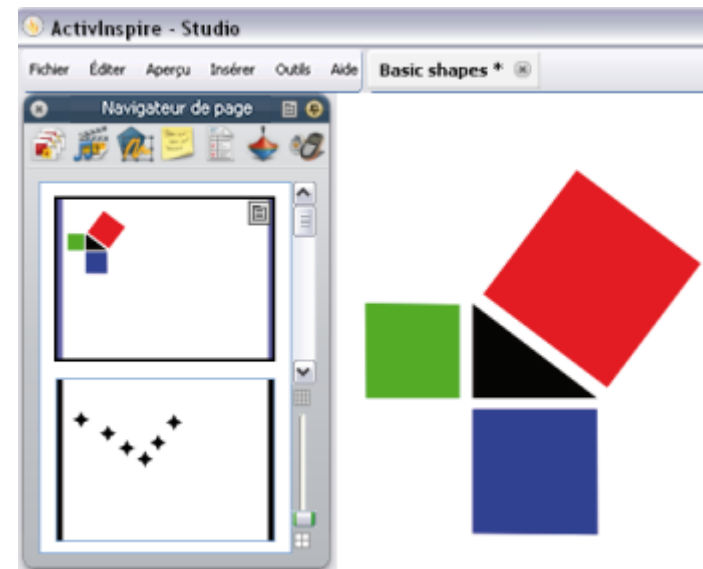 ActivInspire - Studio
Fichier Éditer Aperçu Insérer Outils Aide Basic shapes *
Navigateur de page